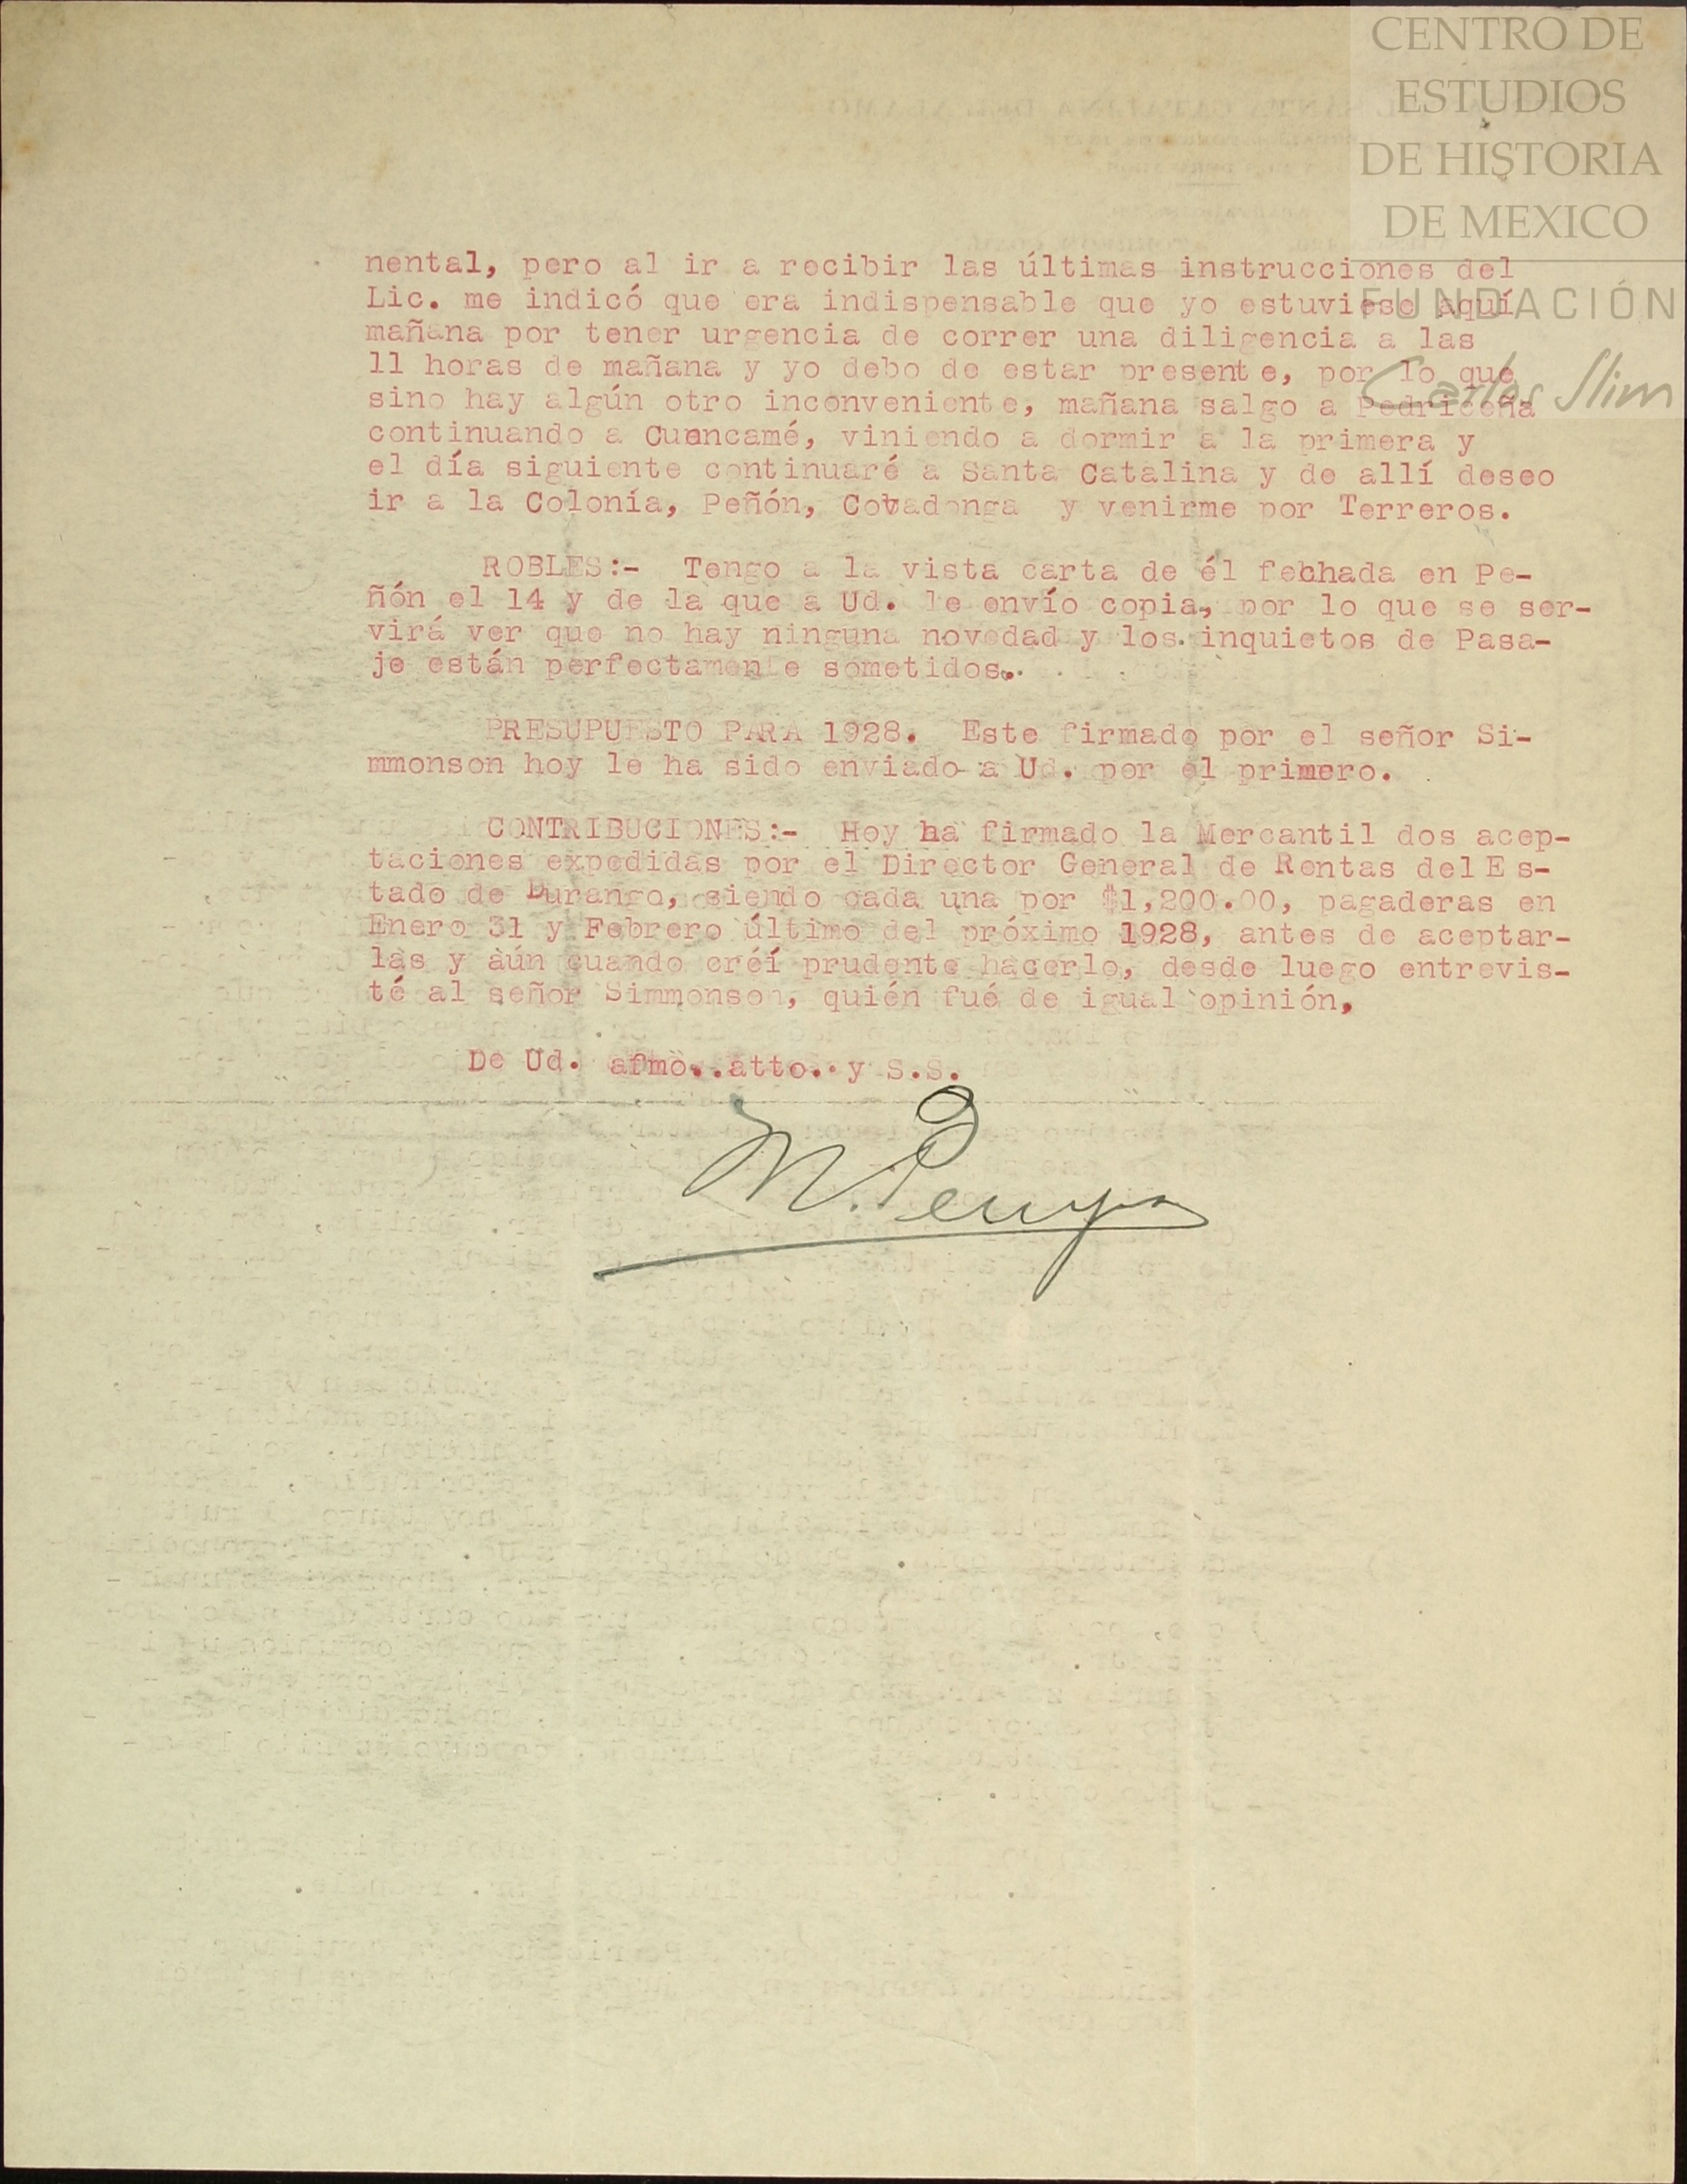 CENTRO DE
ESTUDIOS
DE HISTORIA
DE MEXICO
FUNDACIÓN
Carlos Slim
nental, pero al ir a recibir las últimas instrucciones del
Lic. me indicó que era indispensable que yo estuviese aquí
mañana por tener urgencia de correr una diligencia a las
11 horas de mañana y yo debo de estar presente, por lo que
sino hay algún otro inconveniente, mañana salgo a Pedriceña
continuando a Cuencamé, viniendo a dormir a la primera y
el día siguiente continuaré a Santa Catalina y de allí deseo
ir a la Colonía, Peñón, Covadonga y venirme por Terreros.
ROBLES:- Tengo a la vista carta de él fechada en Pe-
ñón el 14 y de la que a Ud. le envío copia, por lo que se ser-
virá ver que no hay ninguna novedad y los inquietos de Pasa-
je están perfectamente sometidos.
PRESUPUESTO PARA 1928. Este firmado por el señor Si-
mmonson hoy le ha sido enviado a Ud. por el primero.
CONTRIBUCIONES:- Hoy ha firmado la Mercantil dos acep-
taciones expedidas por el Director General de Rentas del Es-
tado de Durango, siendo cada una por $1,200.00, pagaderas en
Enero 31 y Febrero último del próximo 1928, antes de aceptar-
las y aún cuando créí prudente hacerlo, desde luego entrevis-
té al señor Simmonson, quién fué de igual opinión,
De Ud. afmo. atto. y S.S.